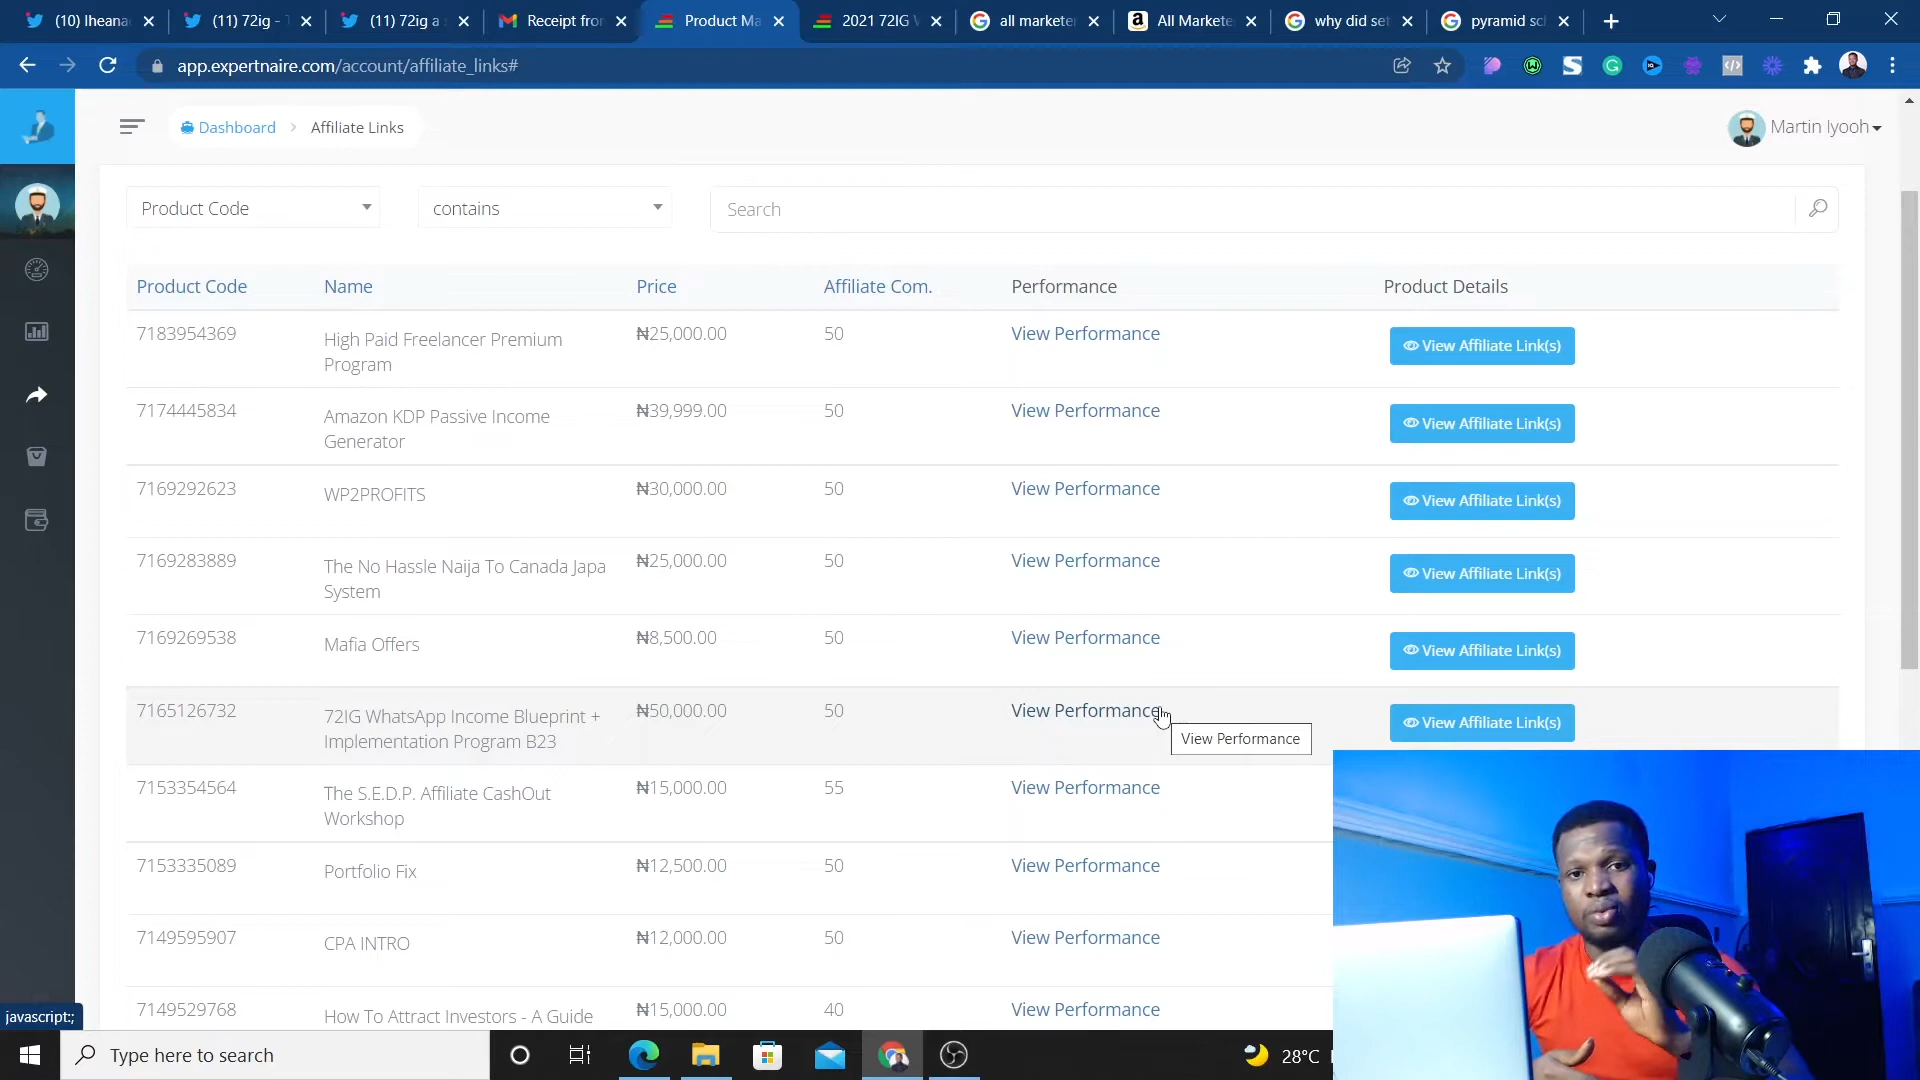 (10) Iheana
(11) 72ig - T
(11) 72ig a s
Receipt fro
Product Ma
2021 72IG V
all marketer
All Markete
why did set
pyramid sch
app.expertnaire.com/account/affiliate_links#
Dashboard > Affiliate Links
Martin Iyooh
Product Code
contains
Search
Product Code Name Price Affiliate Com. Performance Product Details
7183954369 High Paid Freelancer Premium ₦25,000.00 50 View Performance View Affiliate Link(s)
Program
7174445834 Amazon KDP Passive Income ₦39,999.00 50 View Performance View Affiliate Link(s)
Generator
7169292623 WP2PROFITS ₦30,000.00 50 View Performance View Affiliate Link(s)
7169283889 The No Hassle Naija To Canada Japa ₦25,000.00 50 View Performance View Affiliate Link(s)
System
7169269538 Mafia Offers ₦8,500.00 50 View Performance View Affiliate Link(s)
7165126732 72IG WhatsApp Income Blueprint + ₦50,000.00 50 View Performance View Affiliate Link(s)
Implementation Program B23
View Performance
7153354564 The S.E.D.P. Affiliate CashOut ₦15,000.00 55 View Performance
Workshop
7153335089 Portfolio Fix ₦12,500.00 50 View Performance
7149595907 CPA INTRO ₦12,000.00 50 View Performance
7149529768 How To Attract Investors - A Guide ₦15,000.00 40 View Performance
javascript:;
Type here to search
28°C